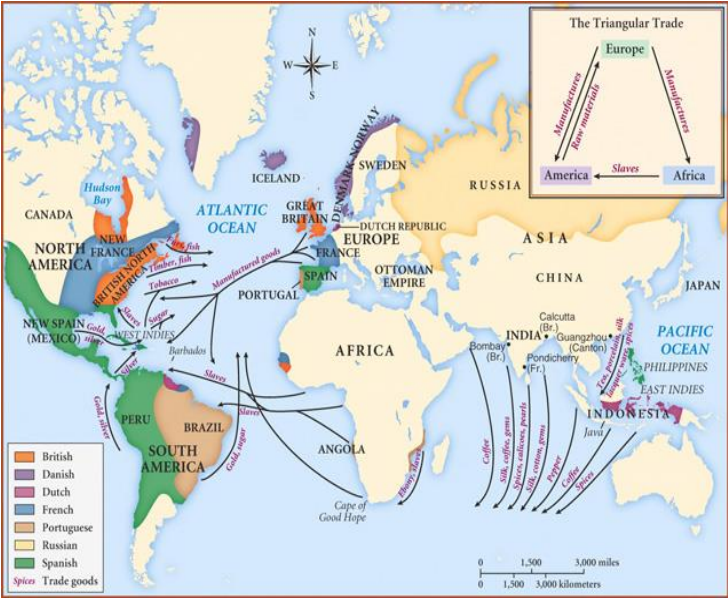 The Triangular Trade
Europe
Manufactures
Raw materials
Manufactures
America
Slaves
Africa
N
W
E
S
Hudson
Bay
CANADA
NORTH
AMERICA
NEW
FRANCE
BRITISH NORTH
AMERICA
ATLANTIC
OCEAN
ICELAND
GREAT
BRITAIN
DENMARK-NORWAY
SWEDEN
DUTCH REPUBLIC
EUROPE
FRANCE
SPAIN
PORTUGAL
OTTOMAN
EMPIRE
RUSSIA
ASIA
CHINA
JAPAN
Furs, fish
Timber, fish
Tobacco
Manufactured goods
Slaves
Sugar
NEW SPAIN
(MEXICO)
Gold,
silver
WEST INDIES
Barbados
Silver
Gold, silver
Slaves
Slaves
Gold, sugar
PERU
BRAZIL
SOUTH
AMERICA
AFRICA
ANGOLA
Cape of
Good Hope
Ebony, slaves
INDIA
Calcutta
(Br.)
Bombay
(Br.)
Pondicherry
(Fr.)
Guangzhou
(Canton)
Tea, porcelain, silk
lacquer ware, spices
PACIFIC
OCEAN
PHILIPPINES
EAST INDIES
INDONESIA
Java
Coffee
Silk, coffee, gems
Spices, calicoes, pearls
Silk, cotton, gems
Pepper
Coffee
Spices
British
Danish
Dutch
French
Portuguese
Russian
Spanish
Spices Trade goods
0 1,500 3,000 miles
0 1,500 3,000 kilometers